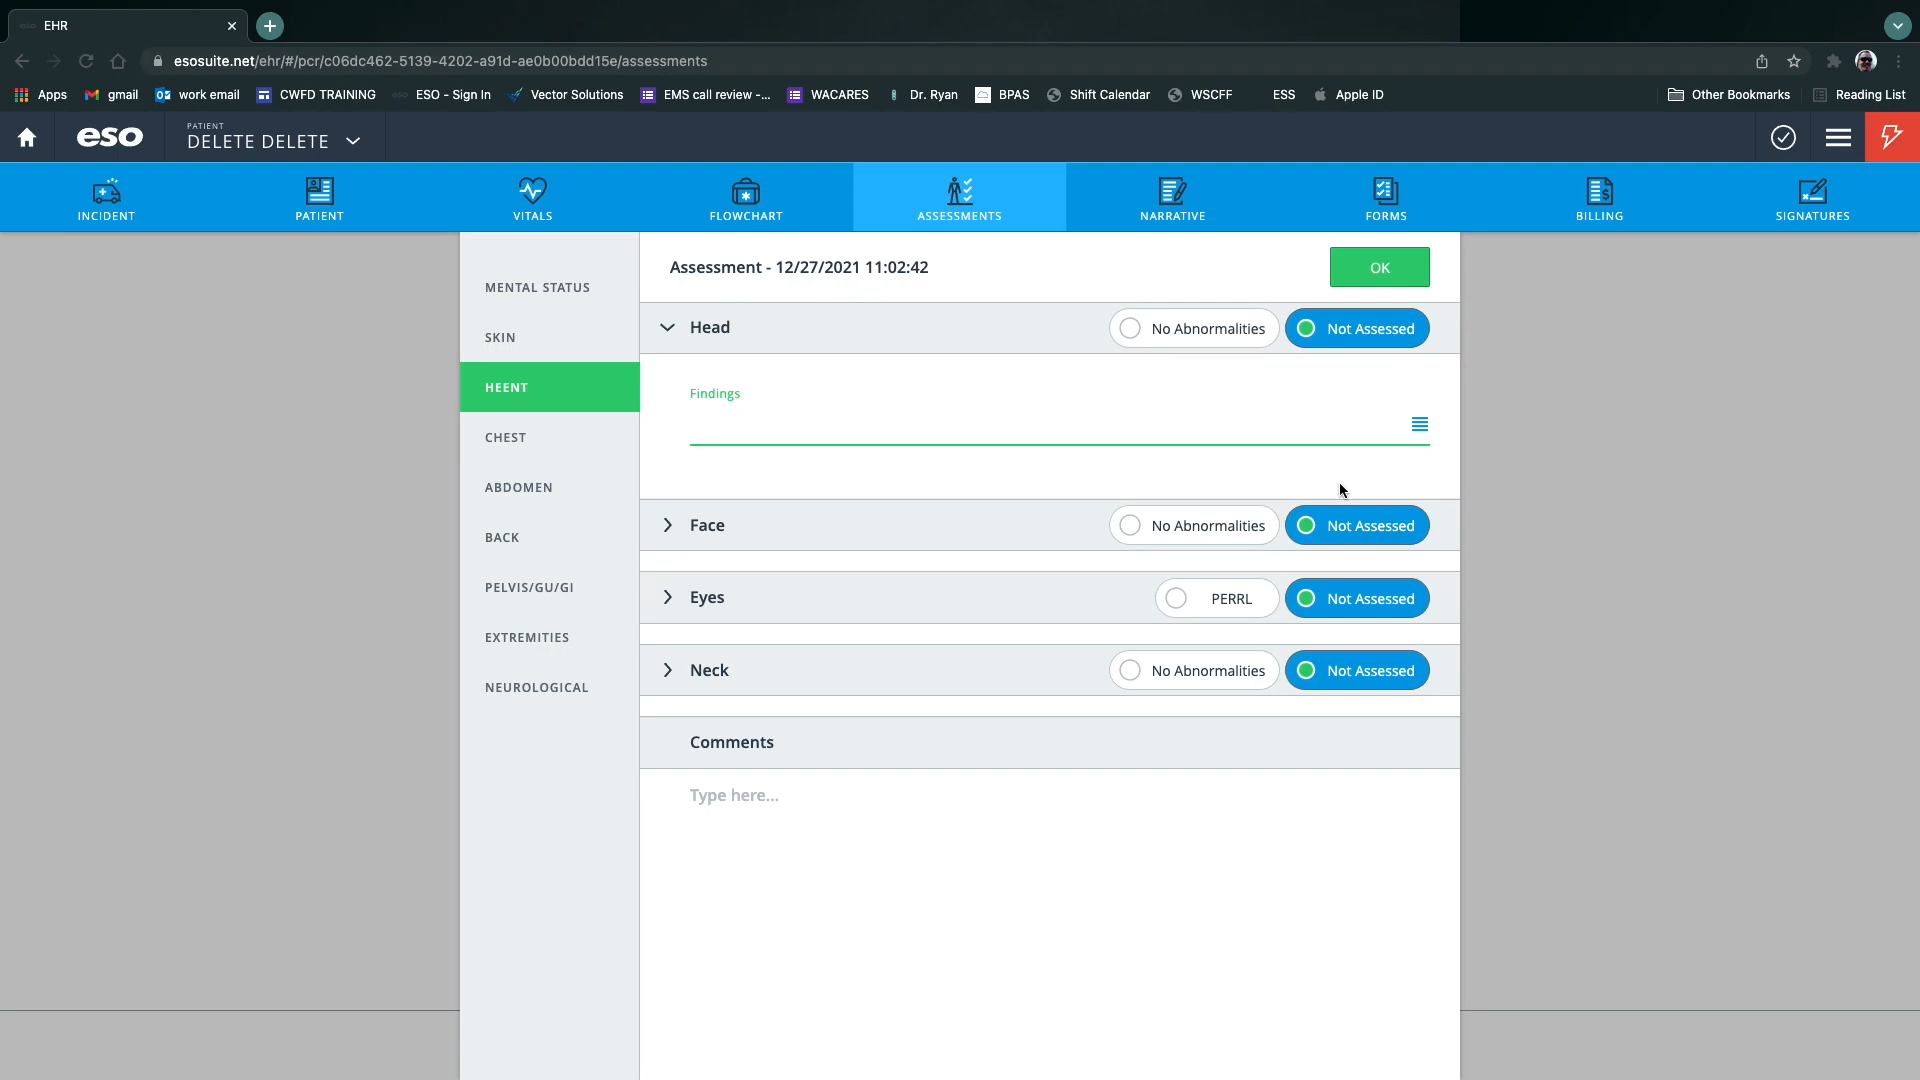 EHR
esosuite.net/ehr/#/pcr/c06dc462-5139-4202-a91d-ae0b00bdd15e/assessments
Apps gmail work email CWFD TRAINING ESO - Sign In Vector Solutions EMS call review -... WACARES Dr. Ryan BPAS Shift Calendar WSCFF ESS Apple ID Other Bookmarks Reading List
eso
PATIENT
DELETE DELETE
INCIDENT PATIENT VITALS FLOWCHART ASSESSMENTS NARRATIVE FORMS BILLING SIGNATURES
MENTAL STATUS
SKIN
HEENT
CHEST
ABDOMEN
BACK
PELVIS/GU/GI
EXTREMITIES
NEUROLOGICAL
Assessment - 12/27/2021 11:02:42 OK
Head No Abnormalities Not Assessed
Findings
Face No Abnormalities Not Assessed
Eyes PERRL Not Assessed
Neck No Abnormalities Not Assessed
Comments
Type here...